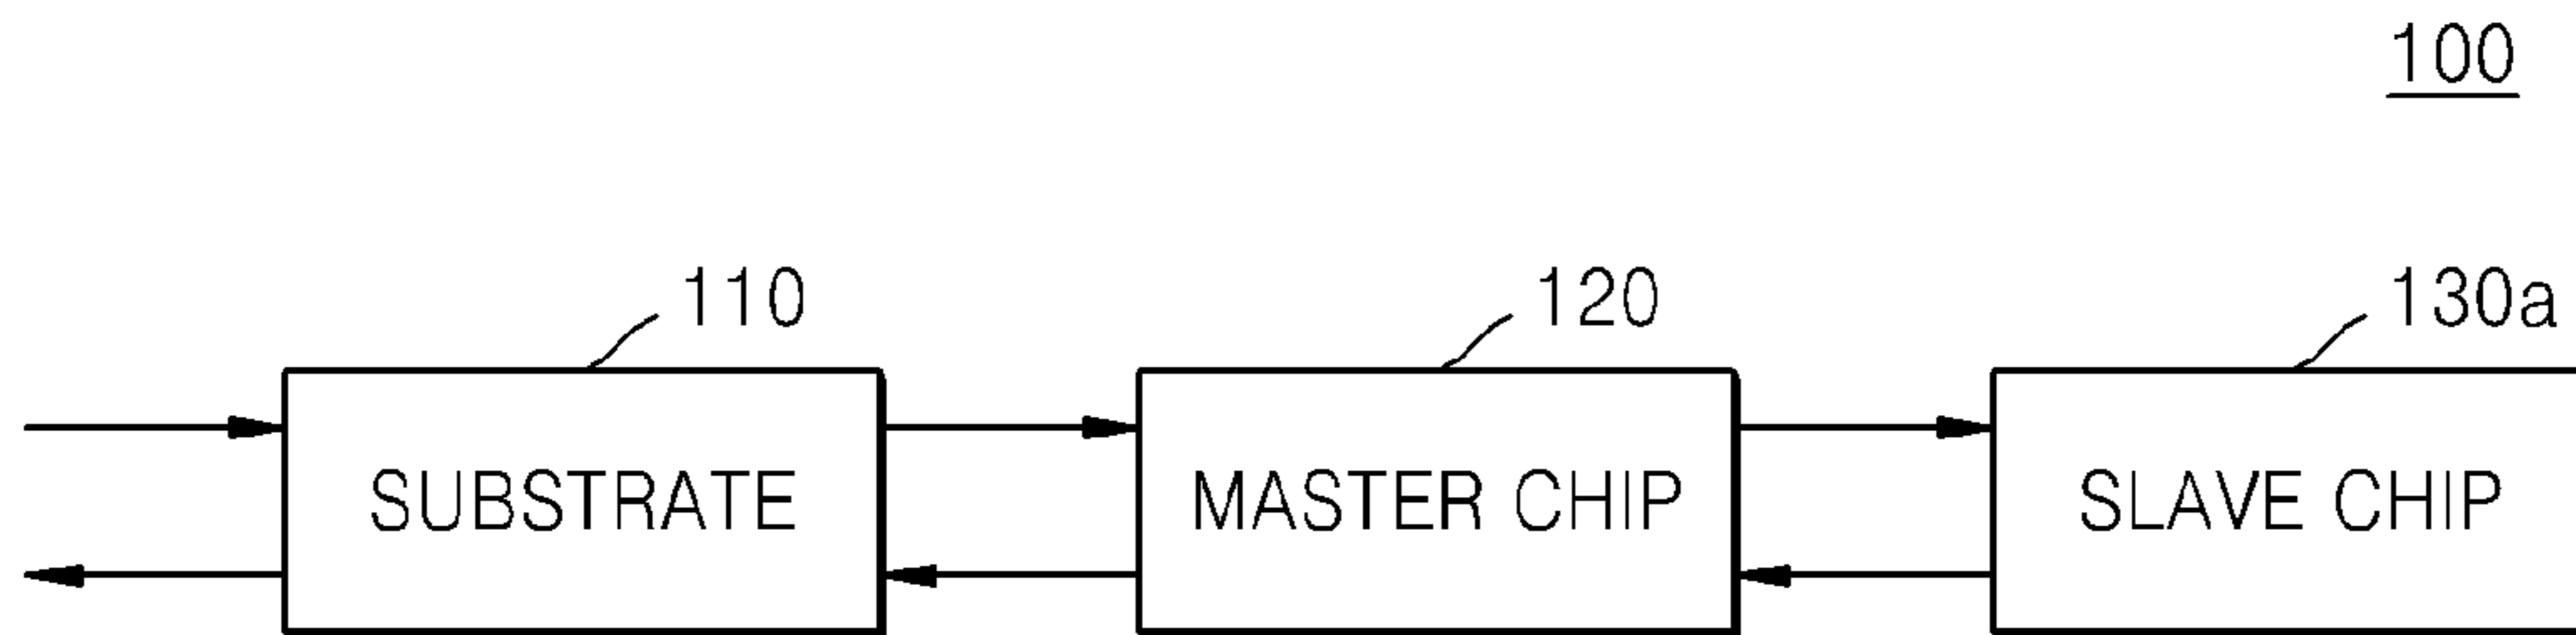 100
110
120
130a
SUBSTRATE
MASTER CHIP
SLAVE CHIP